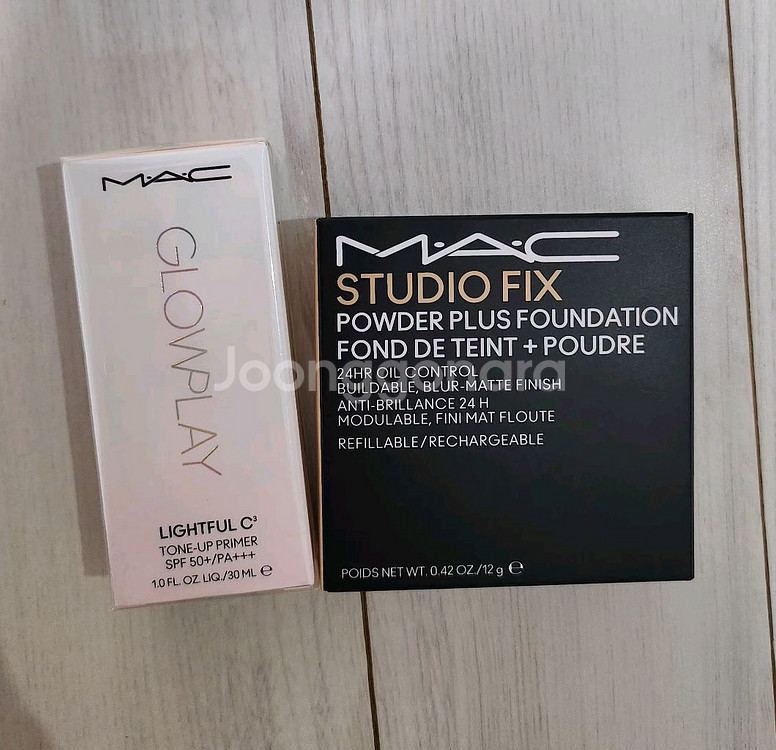 M·A·C
GLOWPLAY
LIGHTFUL C³
TONE-UP PRIMER
SPF 50+/PA+++
1.0 FL. OZ. LIQ./30 ML ℮
M·A·C
STUDIO FIX
POWDER PLUS FOUNDATION
FOND DE TEINT + POUDRE
24HR OIL CONTROL
BUILDABLE, BLUR-MATTE FINISH
ANTI-BRILLANCE 24 H
MODULABLE, FINI MAT FLOUTE
REFILLABLE/RECHARGEABLE
POIDS NET WT. 0.42 OZ./12 g ℮
Joonggonara